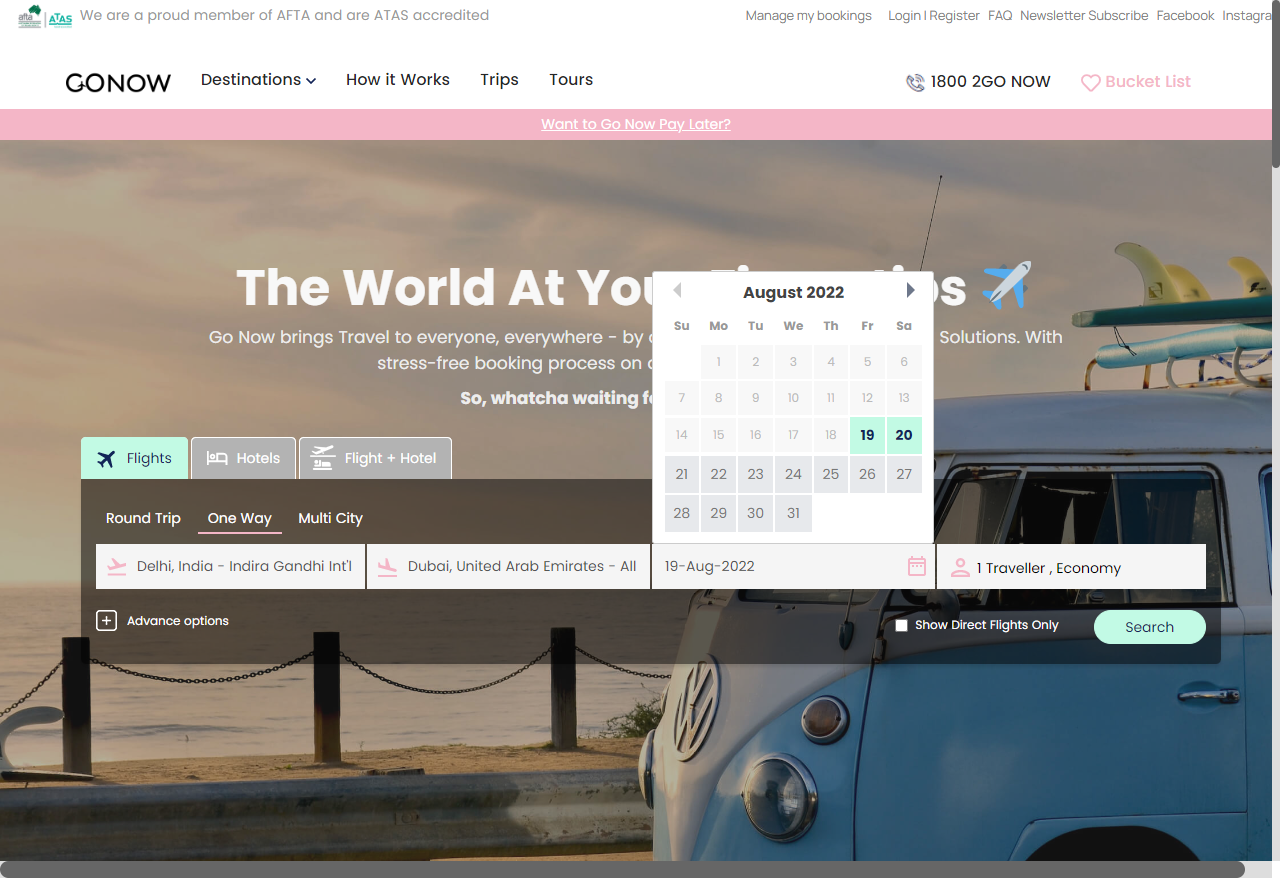 afta
ATAS
We are a proud member of AFTA and are ATAS accredited
Manage my bookings
Login | Register
FAQ
Newsletter Subscribe
Facebook
Instagra
GONOW
Destinations
How it Works
Trips
Tours
1800 2GO NOW
Bucket List
Want to Go Now Pay Later?
The World At You
ps
Go Now brings Travel to everyone, everywhere - by
Solutions. With
stress-free booking process on
So, whatcha waiting f
August 2022
Su Mo Tu We Th Fr Sa
1 2 3 4 5 6
7 8 9 10 11 12 13
14 15 16 17 18 19 20
21 22 23 24 25 26 27
28 29 30 31
Flights
Hotels
Flight + Hotel
Round Trip
One Way
Multi City
Delhi, India - Indira Gandhi Int'l
Dubai, United Arab Emirates - All
19-Aug-2022
1 Traveller , Economy
Advance options
Show Direct Flights Only
Search